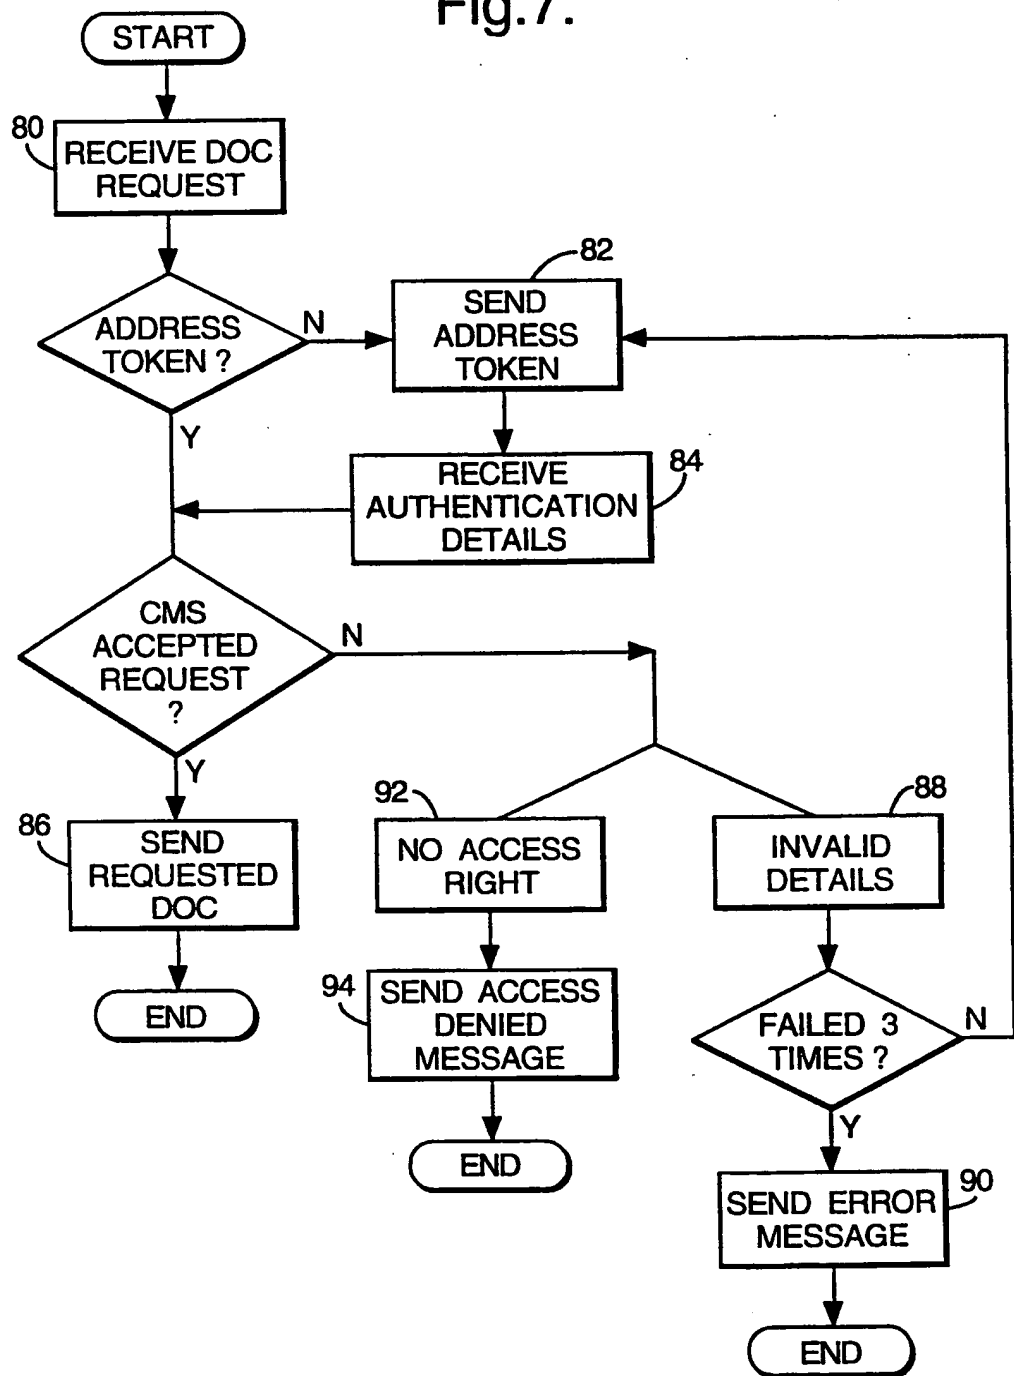 Fig.7.
START
80
RECEIVE DOC
REQUEST
82
ADDRESS
TOKEN ?
N
SEND
ADDRESS
TOKEN
Y
84
RECEIVE
AUTHENTICATION
DETAILS
CMS
ACCEPTED
REQUEST
?
N
Y
86
SEND
REQUESTED
DOC
END
92
NO ACCESS
RIGHT
94
SEND ACCESS
DENIED
MESSAGE
END
88
INVALID
DETAILS
FAILED 3
TIMES ?
N
Y
90
SEND ERROR
MESSAGE
END